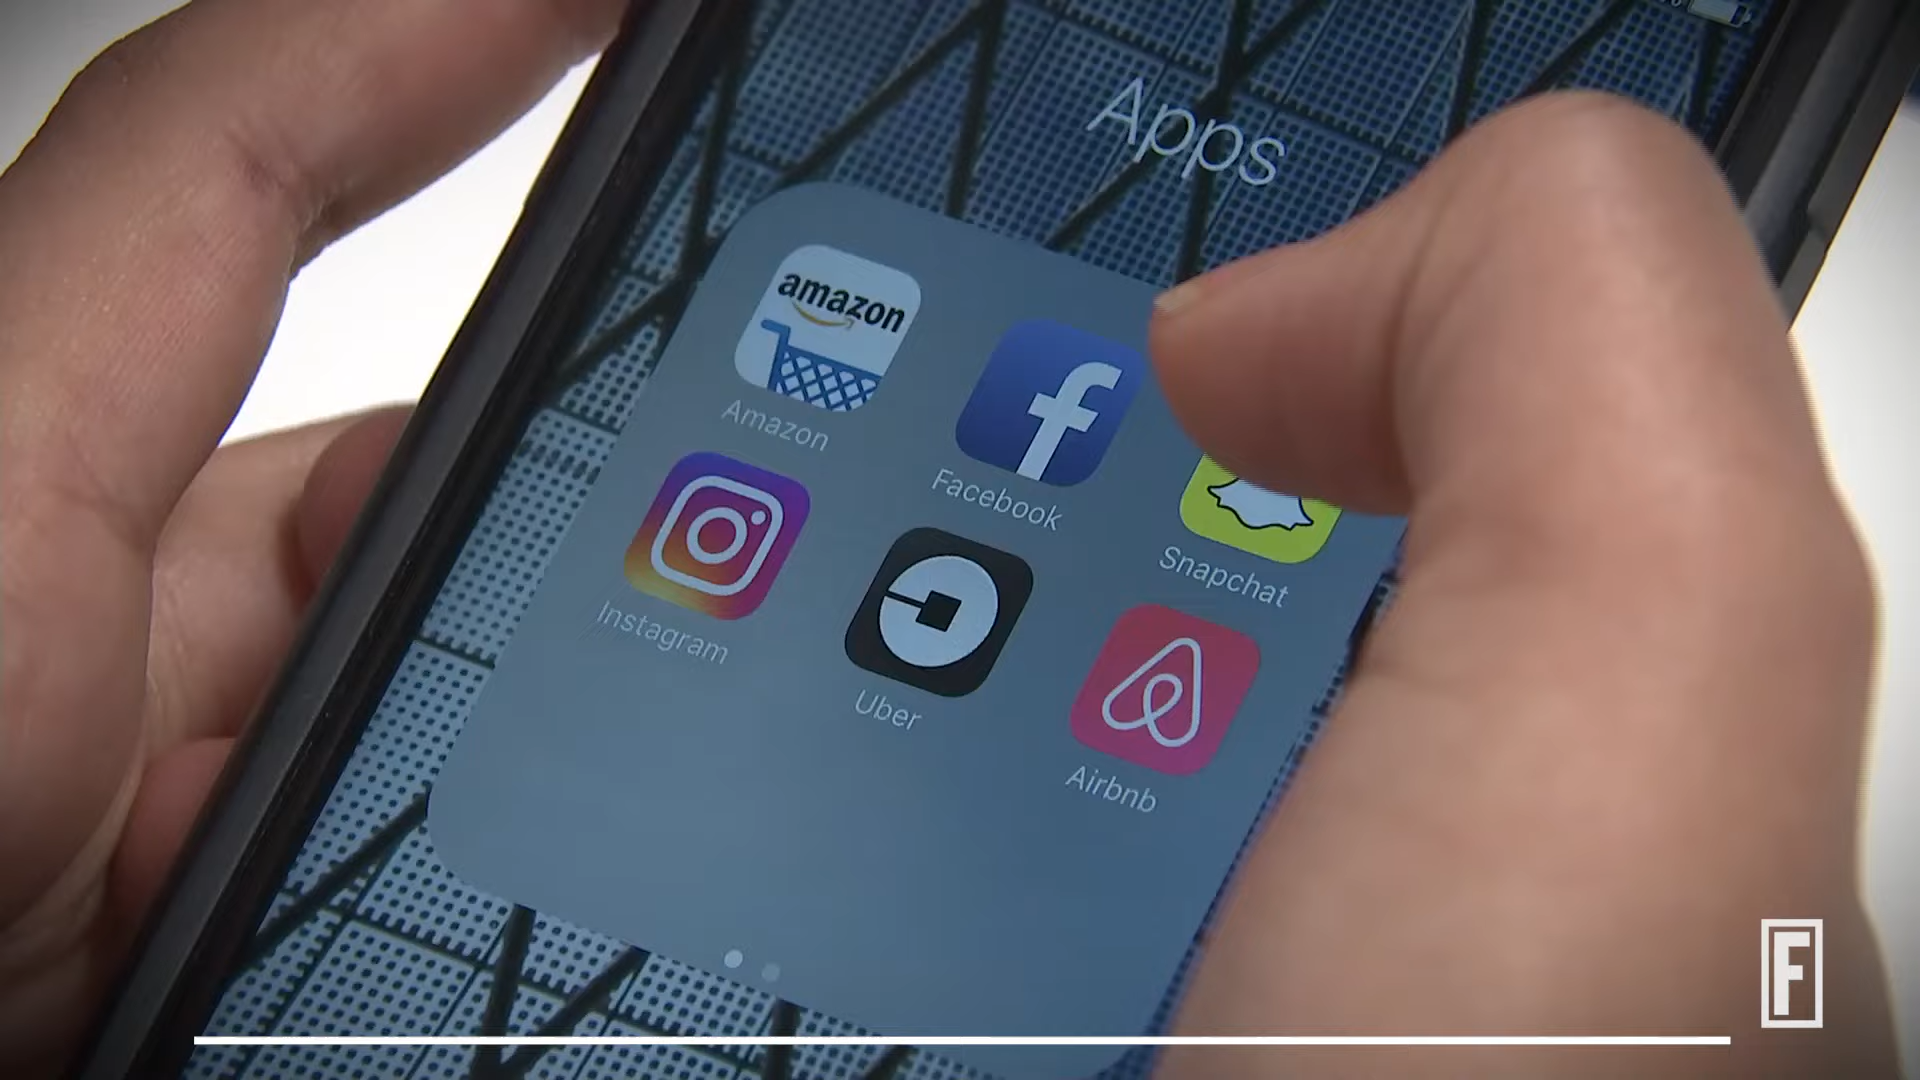 Apps
amazon
Amazon
Facebook
Snapchat
Instagram
Uber
Airbnb
F